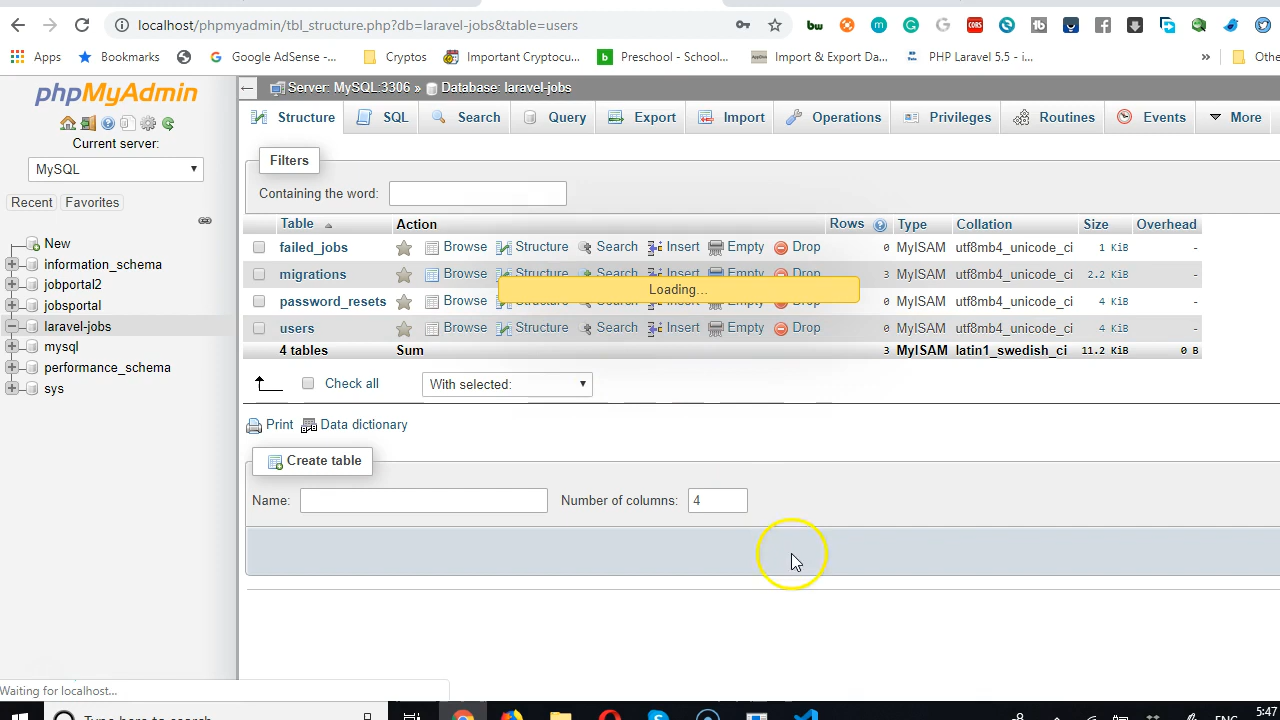 localhost/phpmyadmin/tbl_structure.php?db=laravel-jobs&table=users
Apps Bookmarks Google AdSense - ... Cryptos Important Cryptocu... Preschool - School... Import & Export Da... PHP Laravel 5.5 - i... » Othe
phpMyAdmin
Server: MySQL:3306 » Database: laravel-jobs
Structure SQL Search Query Export Import Operations Privileges Routines Events More
Current server:
MySQL
Recent Favorites
New
information_schema
jobportal2
jobsportal
laravel-jobs
mysql
performance_schema
sys
Filters
Containing the word:
Table Action Rows Type Collation Size Overhead
failed_jobs Browse Structure Search Insert Empty Drop 0 MyISAM utf8mb4_unicode_ci 1 KiB -
migrations Browse Structure Search Insert Empty Drop 3 MyISAM utf8mb4_unicode_ci 2.2 KiB -
Loading...
password_resets Browse Structure Search Insert Empty Drop 0 MyISAM utf8mb4_unicode_ci 4 KiB -
users Browse Structure Search Insert Empty Drop 0 MyISAM utf8mb4_unicode_ci 4 KiB -
4 tables Sum 3 MyISAM latin1_swedish_ci 11.2 KiB 0 B
Check all With selected:
Print Data dictionary
Create table
Name: Number of columns: 4
Waiting for localhost...
5:47
Type here to search ENG